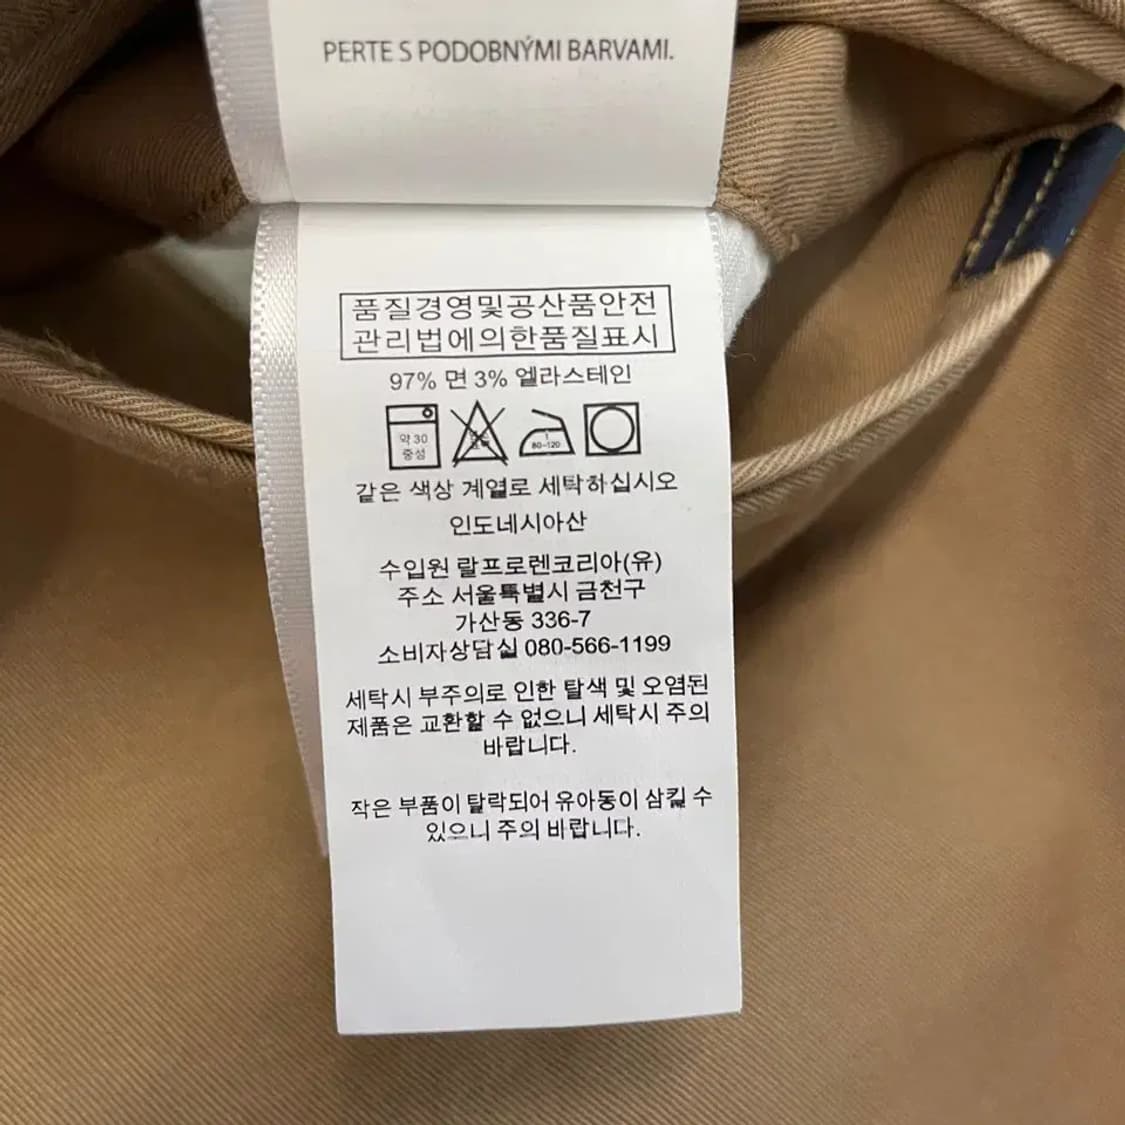 PERTE S PODOBNÝMI BARVAMI.
품질경영및공산품안전
관리법에의한품질표시
97% 면 3% 엘라스테인
약 30
중성
80~120
같은 색상 계열로 세탁하십시오
인도네시아산
수입원 랄프로렌코리아(유)
주소 서울특별시 금천구
가산동 336-7
소비자상담실 080-566-1199
세탁시 부주의로 인한 탈색 및 오염된
제품은 교환할 수 없으니 세탁시 주의
바랍니다.
작은 부품이 탈락되어 유아동이 삼킬 수
있으니 주의 바랍니다.